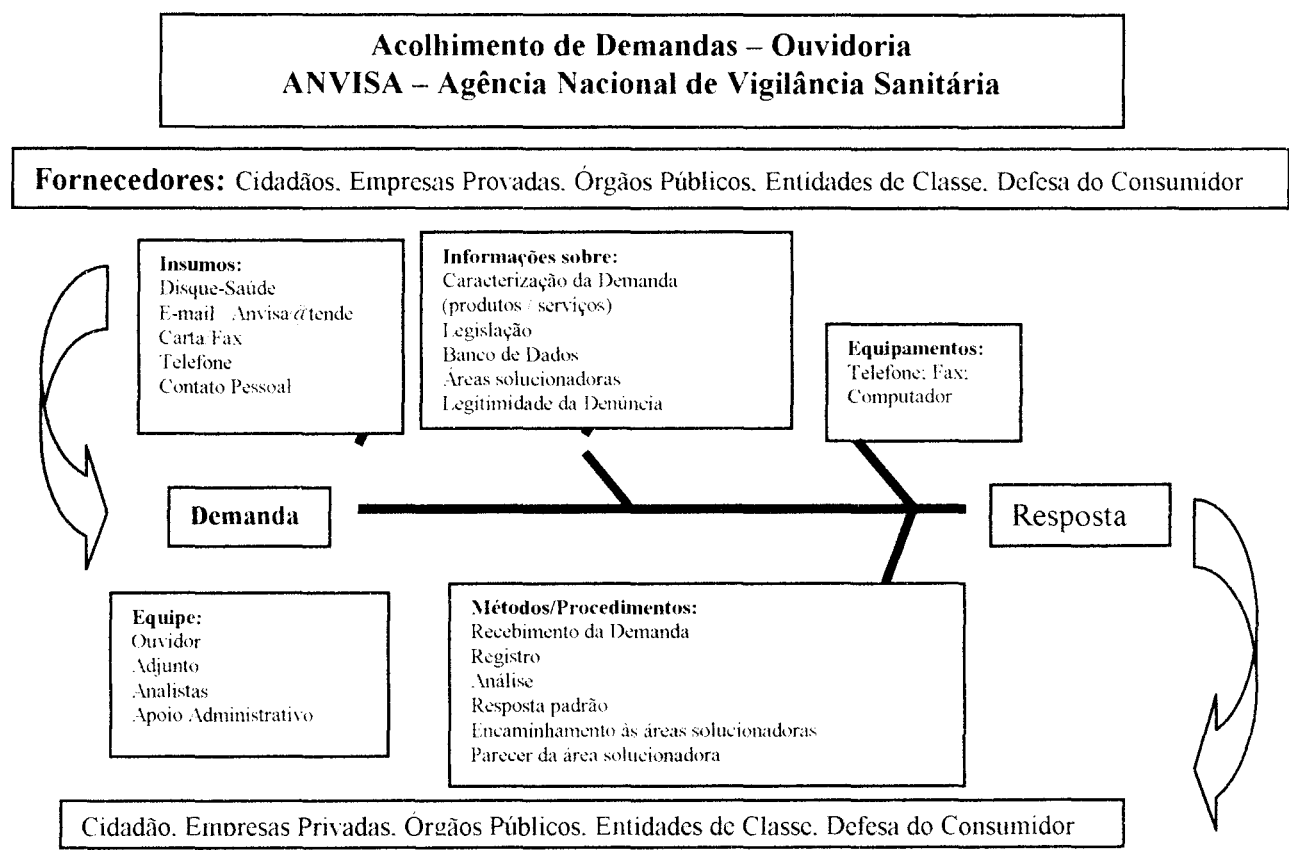 Acolhimento de Demandas – Ouvidoria
ANVISA – Agência Nacional de Vigilância Sanitária
Fornecedores: Cidadãos. Empresas Provadas. Órgãos Públicos. Entidades de Classe. Defesa do Consumidor
Insumos:
Disque-Saúde
E-mail Anvisa@tende
Carta/Fax
Telefone
Contato Pessoal
Informações sobre:
Caracterização da Demanda
(produtos / serviços)
Legislação
Banco de Dados
Áreas solucionadoras
Legitimidade da Denúncia
Equipamentos:
Telefone; Fax;
Computador
Demanda
Resposta
Equipe:
Ouvidor
Adjunto
Analistas
Apoio Administrativo
Métodos/Procedimentos:
Recebimento da Demanda
Registro
Análise
Resposta padrão
Encaminhamento às áreas solucionadoras
Parecer da área solucionadora
Cidadão. Empresas Privadas. Órgãos Públicos. Entidades de Classe. Defesa do Consumidor